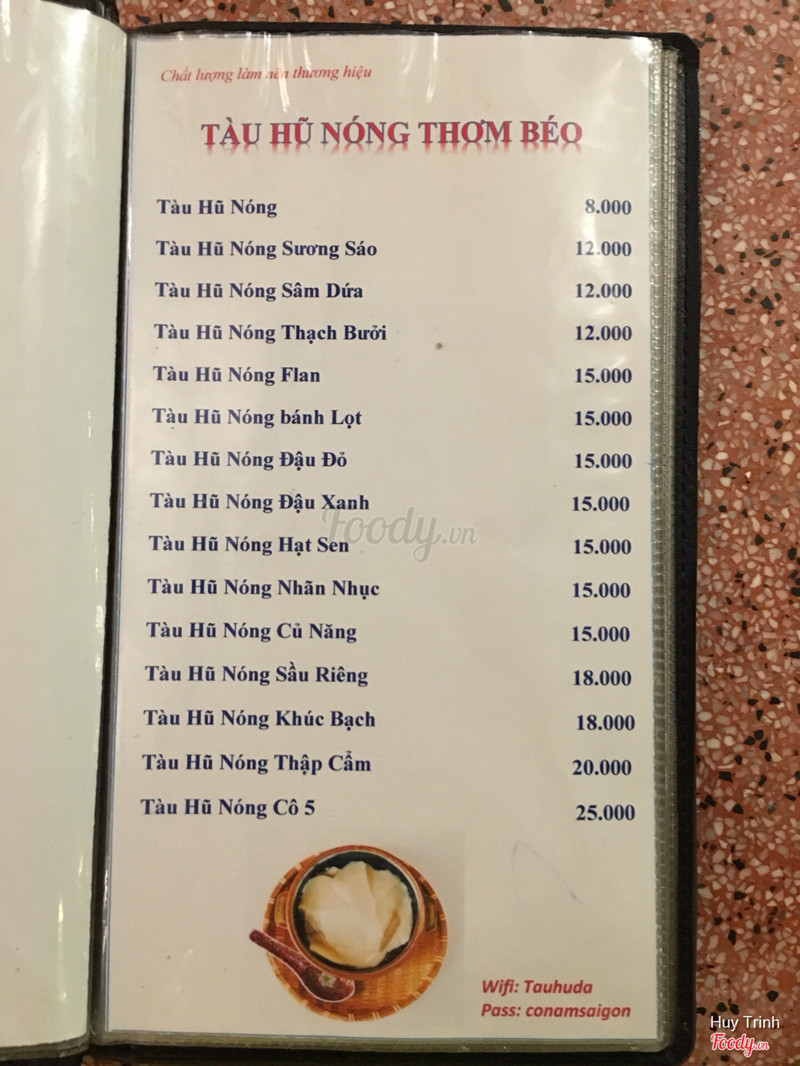 Chất lượng làm nên thương hiệu
TÀU HŨ NÓNG THƠM BÉO
Tàu Hũ Nóng 8.000
Tàu Hũ Nóng Sương Sáo 12.000
Tàu Hũ Nóng Sâm Dứa 12.000
Tàu Hũ Nóng Thạch Bưởi 12.000
Tàu Hũ Nóng Flan 15.000
Tàu Hũ Nóng bánh Lọt 15.000
Tàu Hũ Nóng Đậu Đỏ 15.000
Tàu Hũ Nóng Đậu Xanh 15.000
Foody.vn
Tàu Hũ Nóng Hạt Sen 15.000
Tàu Hũ Nóng Nhãn Nhục 15.000
Tàu Hũ Nóng Củ Năng 15.000
Tàu Hũ Nóng Sầu Riêng 18.000
Tàu Hũ Nóng Khúc Bạch 18.000
Tàu Hũ Nóng Thập Cẩm 20.000
Tàu Hũ Nóng Cô 5 25.000
Wifi: Tauhuda
Pass: conamsaigon
Huy Trinh
Foody.vn